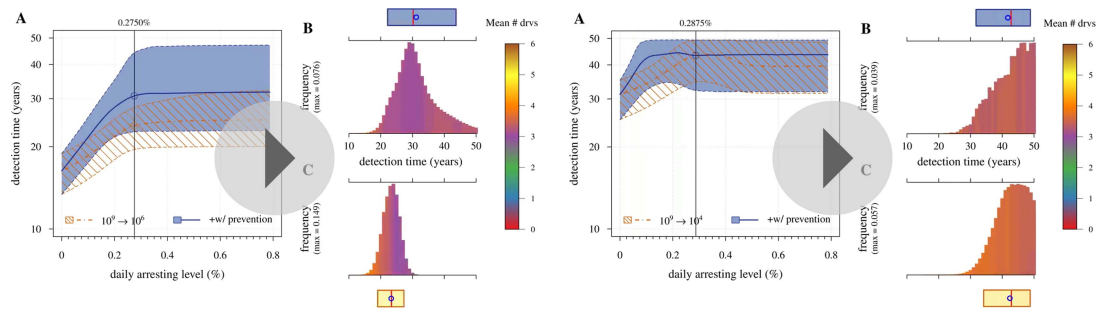 A
0.2750%
B
Mean # drvs
50
40
30
20
10
detection time (years)
10⁹ → 10⁶
+w/ prevention
0
0.2
0.4
0.6
0.8
daily arresting level (%)
frequency
(max = 0.076)
10
20
30
40
50
detection time (years)
C
frequency
(max = 0.149)
6
5
4
3
2
1
0
A
0.2875%
B
Mean # drvs
50
40
30
20
10
detection time (years)
10⁹ → 10⁴
+w/ prevention
0
0.2
0.4
0.6
0.8
daily arresting level (%)
frequency
(max = 0.039)
10
20
30
40
50
detection time (years)
C
frequency
(max = 0.057)
6
5
4
3
2
1
0